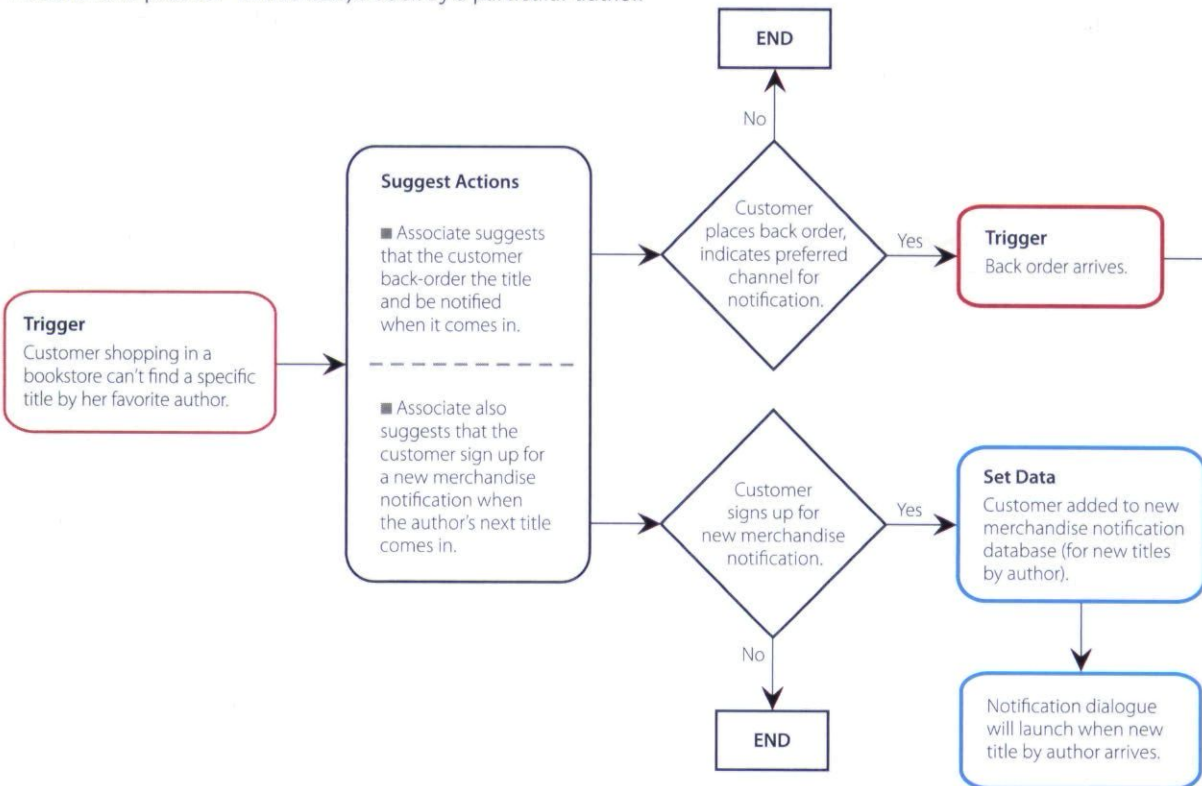 by a particular author.
END
No
Suggest Actions
■ Associate suggests
that the customer
back-order the title
and be notified
when it comes in.
Customer
places back order,
indicates preferred
channel for
notification.
Yes
Trigger
Back order arrives.
Trigger
Customer shopping in a
bookstore can't find a specific
title by her favorite author.
■ Associate also
suggests that the
customer sign up for
a new merchandise
notification when
the author's next title
comes in.
Customer
signs up for
new merchandise
notification.
Yes
Set Data
Customer added to new
merchandise notification
database (for new titles
by author).
No
END
Notification dialogue
will launch when new
title by author arrives.